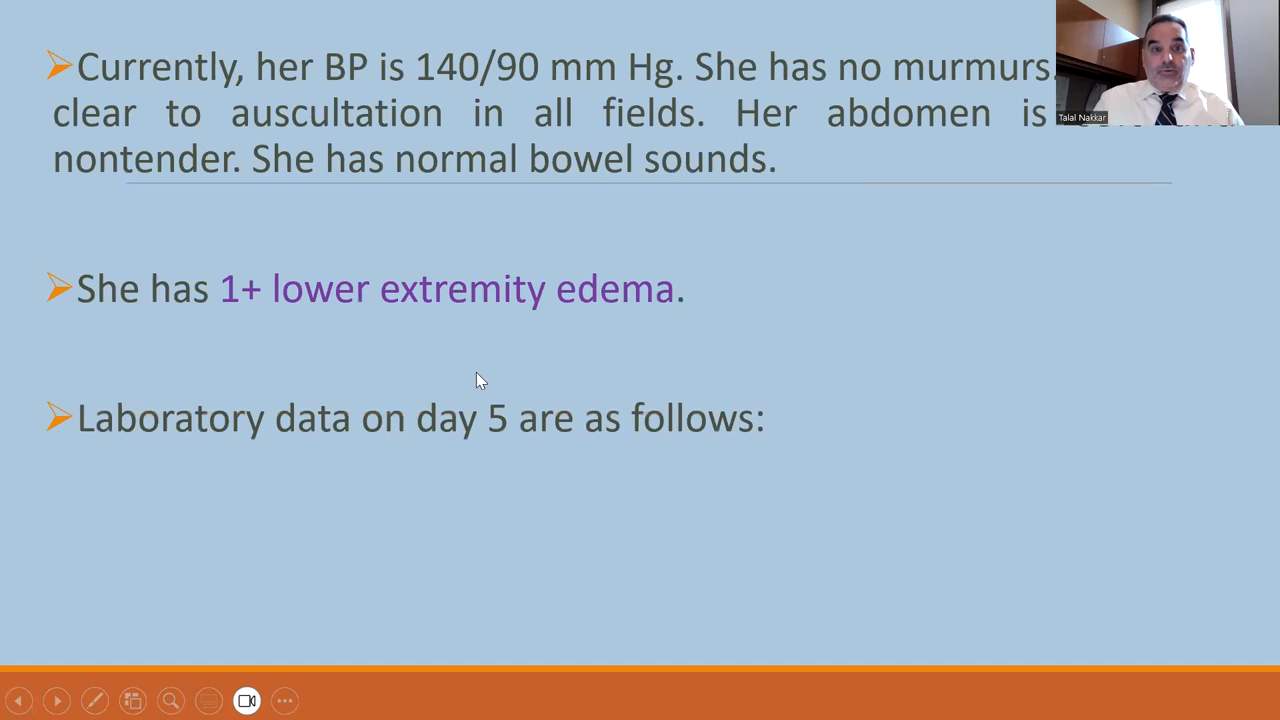 Currently, her BP is 140/90 mm Hg. She has no murmurs.
clear to auscultation in all fields. Her abdomen is
nontender. She has normal bowel sounds.
She has 1+ lower extremity edema.
Laboratory data on day 5 are as follows:
Talal Nakkar